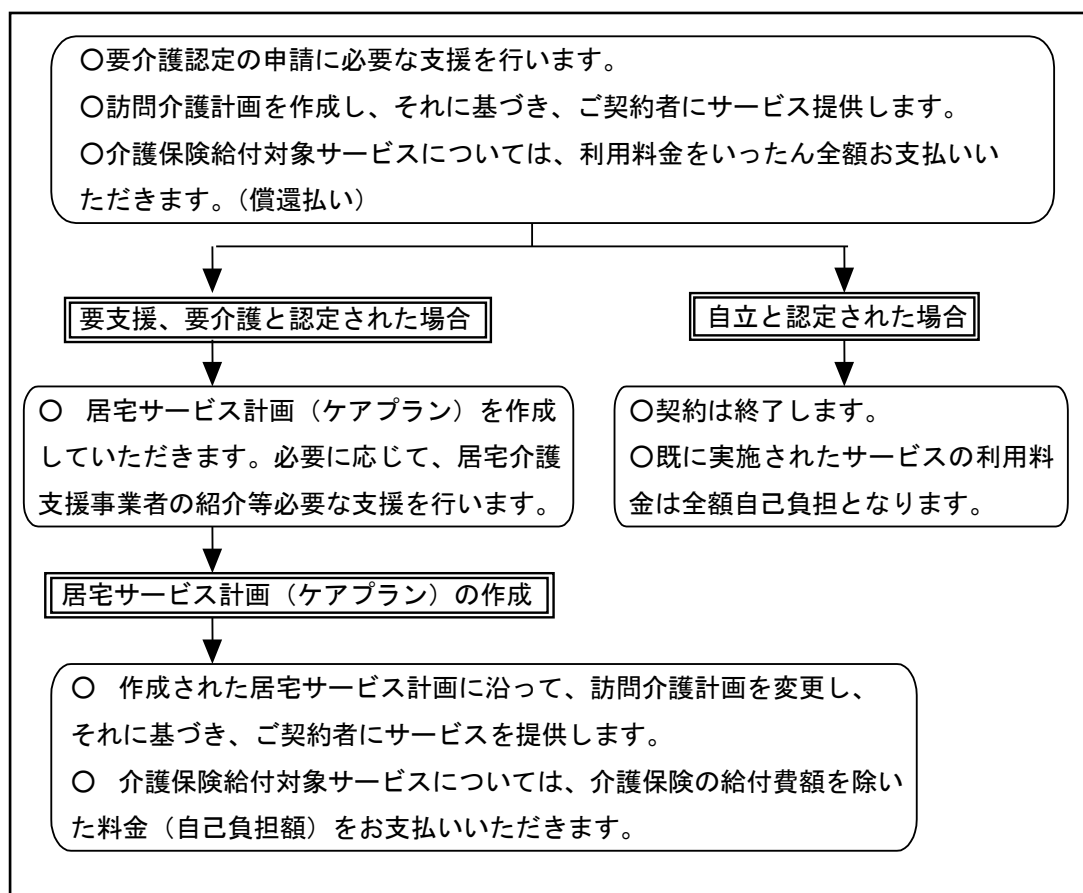 〇要介護認定の申請に必要な支援を行います。
〇訪問介護計画を作成し、それに基づき、ご契約者にサービス提供します。
〇介護保険給付対象サービスについては、利用料金をいったん全額お支払いい
ただきます。（償還払い）
要支援、要介護と認定された場合
自立と認定された場合
〇　居宅サービス計画（ケアプラン）を作成
していただきます。必要に応じて、居宅介護
支援事業者の紹介等必要な支援を行います。
〇契約は終了します。
〇既に実施されたサービスの利用料
金は全額自己負担となります。
居宅サービス計画（ケアプラン）の作成
〇　作成された居宅サービス計画に沿って、訪問介護計画を変更し、
それに基づき、ご契約者にサービスを提供します。
〇　介護保険給付対象サービスについては、介護保険の給付費額を除い
た料金（自己負担額）をお支払いいただきます。